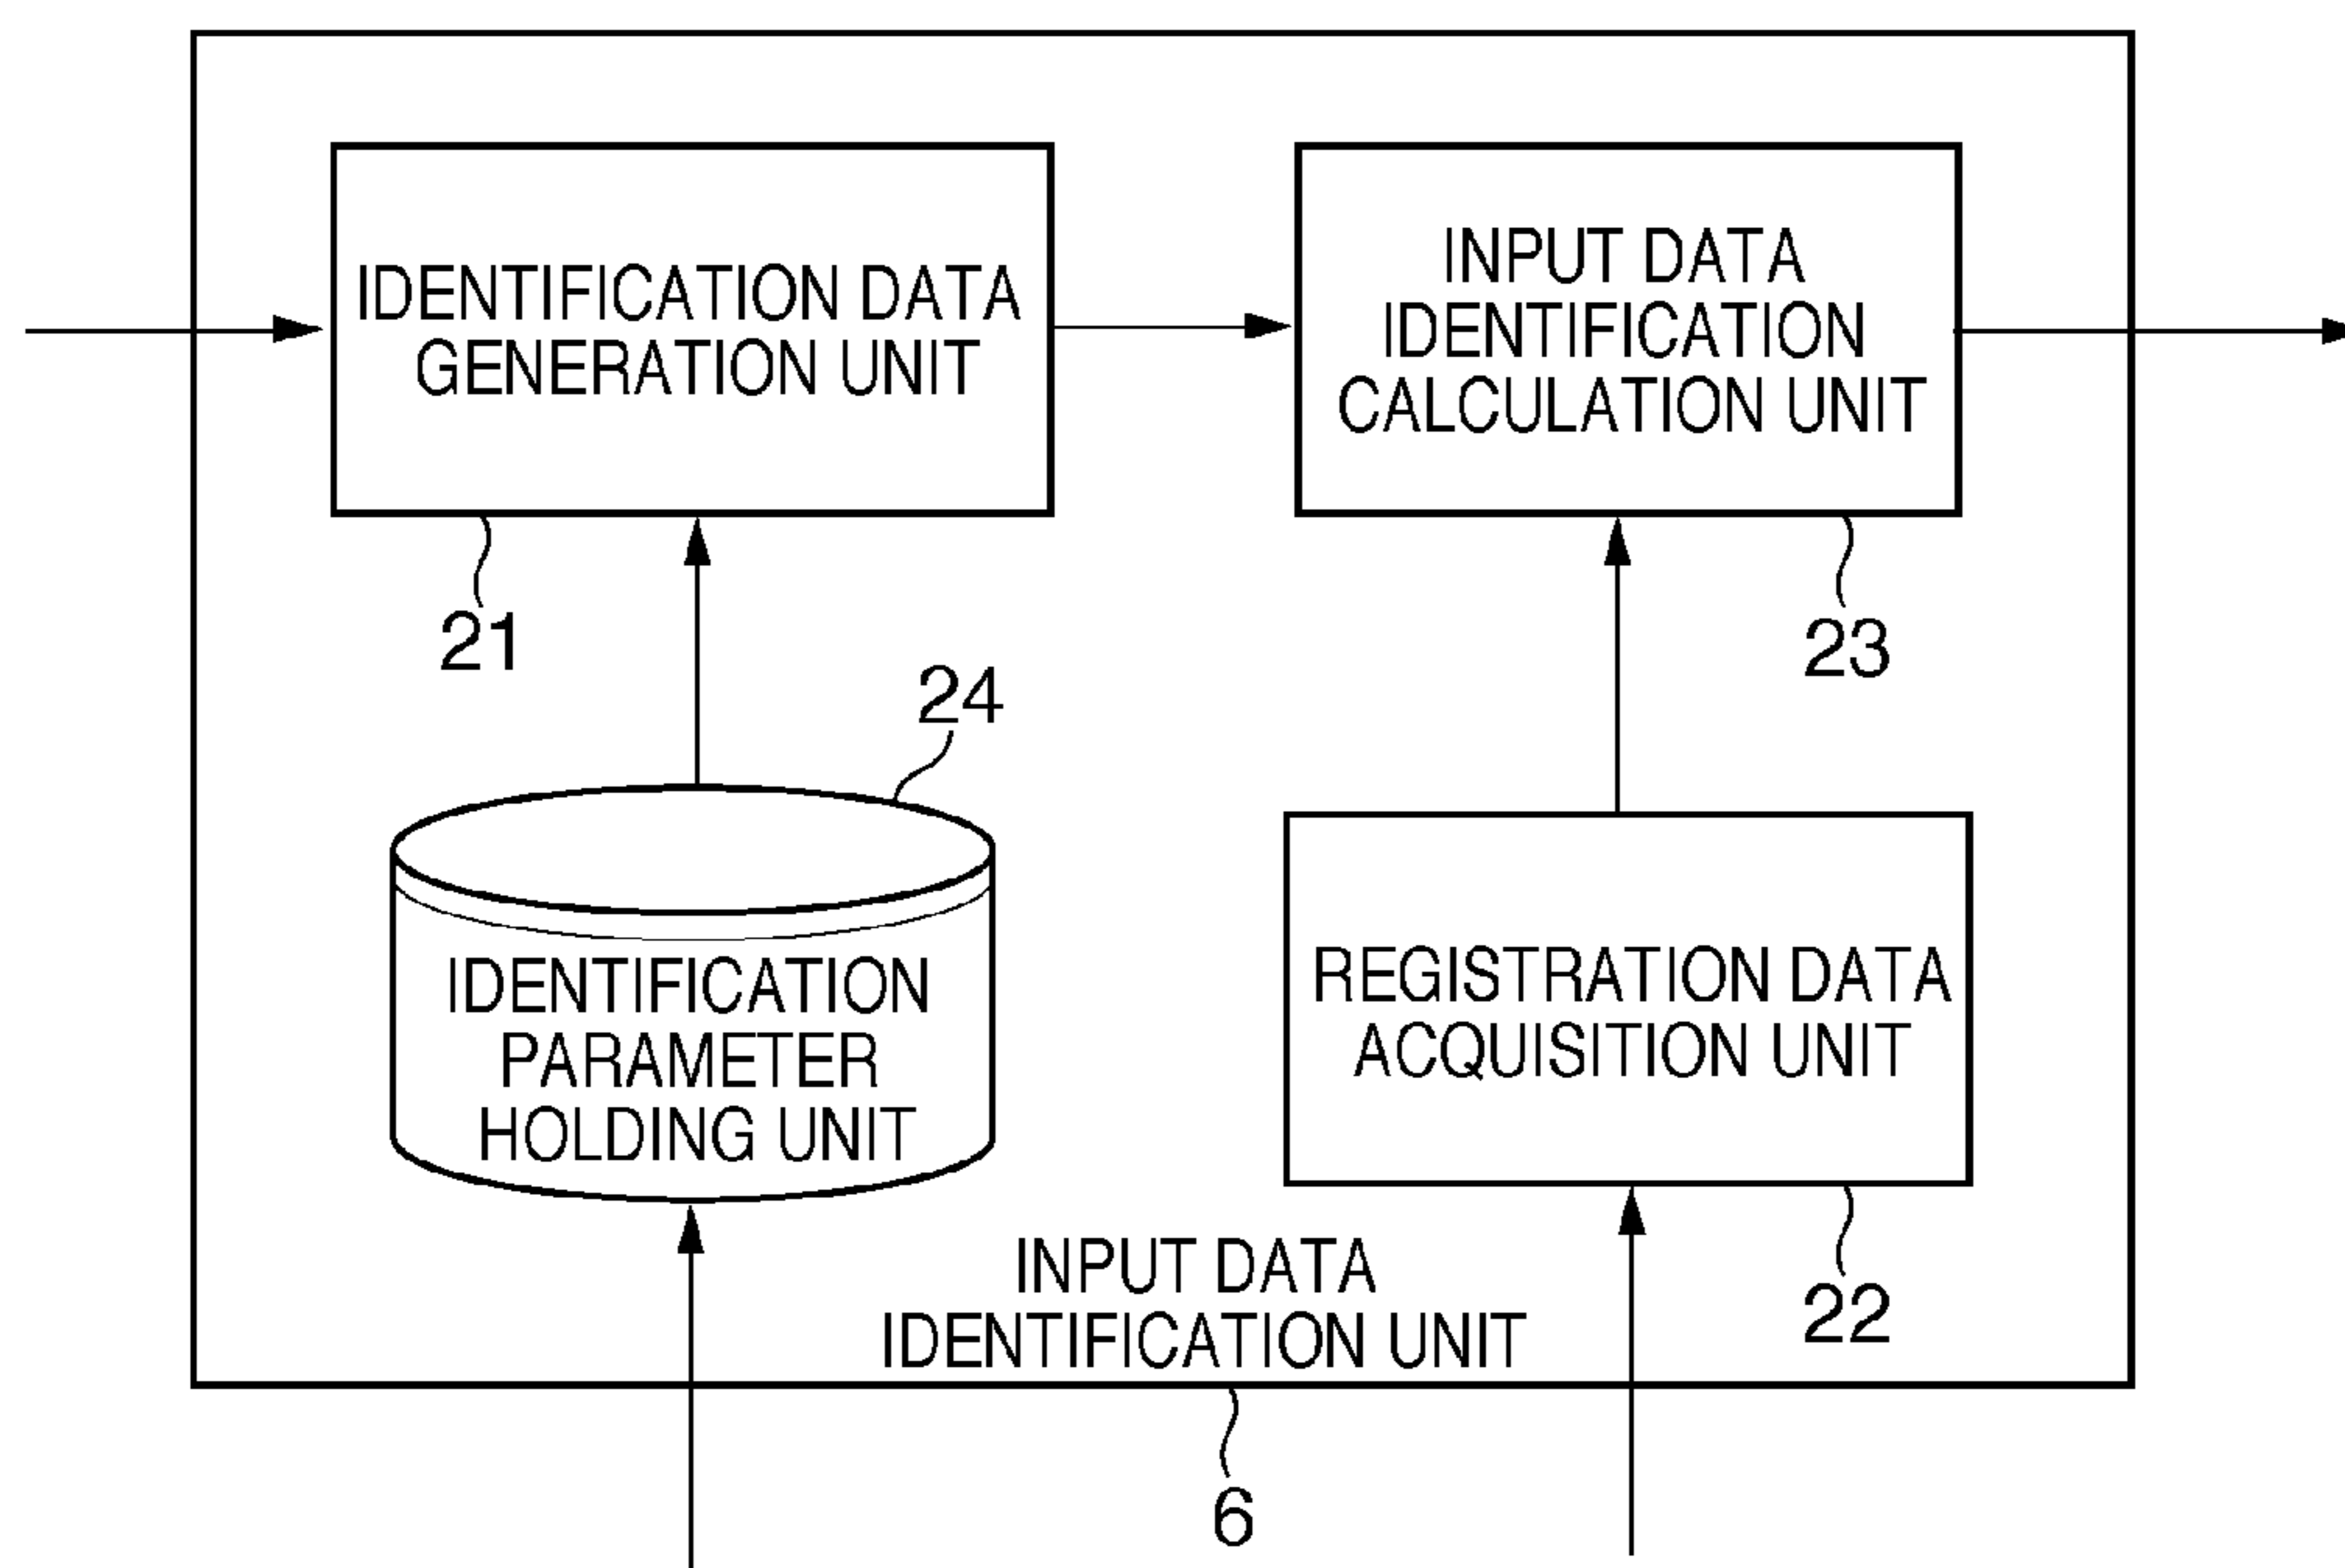 IDENTIFICATION DATA
GENERATION UNIT
21
INPUT DATA
IDENTIFICATION
CALCULATION UNIT
23
24
IDENTIFICATION
PARAMETER
HOLDING UNIT
REGISTRATION DATA
ACQUISITION UNIT
22
INPUT DATA
IDENTIFICATION UNIT
6